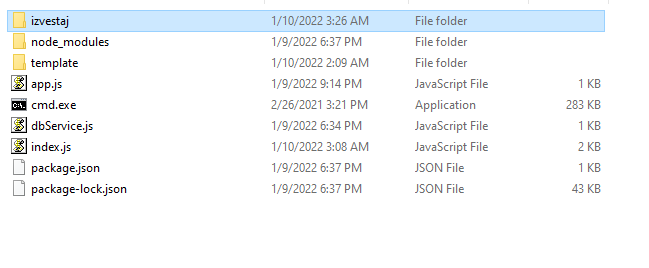 izvestaj 1/10/2022 3:26 AM File folder
node_modules 1/9/2022 6:37 PM File folder
template 1/10/2022 2:09 AM File folder
app.js 1/9/2022 9:14 PM JavaScript File 1 KB
cmd.exe 2/26/2021 3:21 PM Application 283 KB
dbService.js 1/9/2022 6:34 PM JavaScript File 1 KB
index.js 1/10/2022 3:08 AM JavaScript File 2 KB
package.json 1/9/2022 6:37 PM JSON File 1 KB
package-lock.json 1/9/2022 6:37 PM JSON File 43 KB